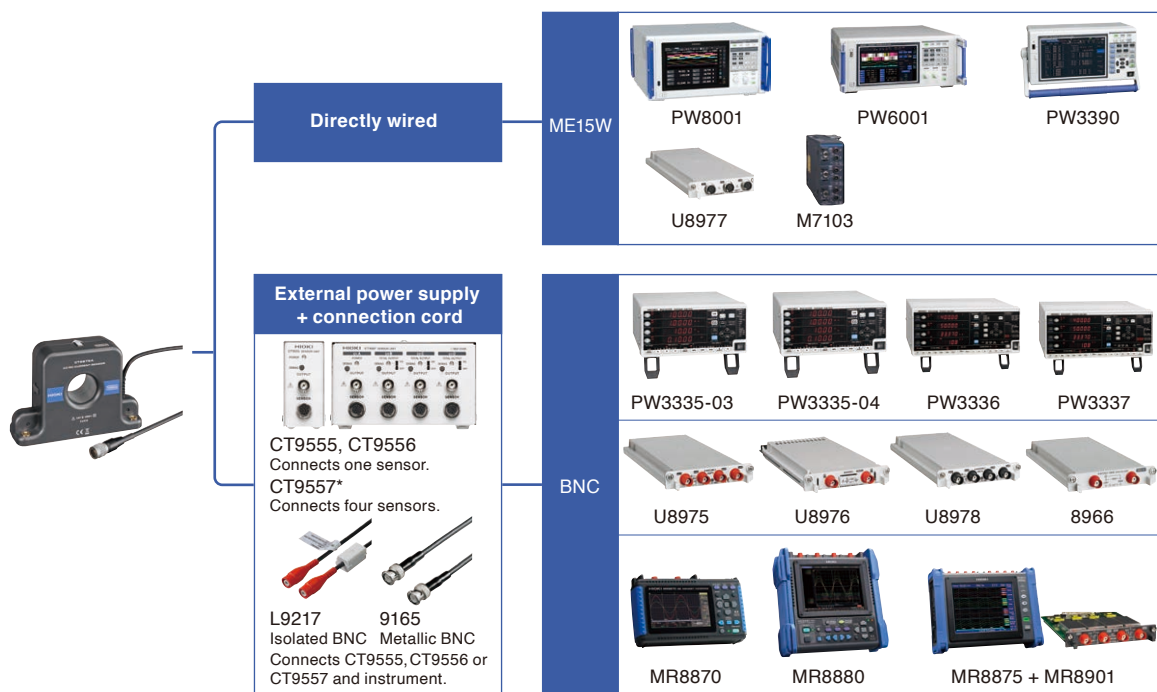 Directly wired
ME15W
PW8001
PW6001
PW3390
U8977
M7103
External power supply
+ connection cord
HIOKI
CT9555, CT9556
Connects one sensor.
CT9557*
Connects four sensors.
L9217
Isolated BNC
9165
Metallic BNC
Connects CT9555, CT9556 or
CT9557 and instrument.
BNC
PW3335-03
PW3335-04
PW3336
PW3337
U8975
U8976
U8978
8966
MR8870
MR8880
MR8875 + MR8901